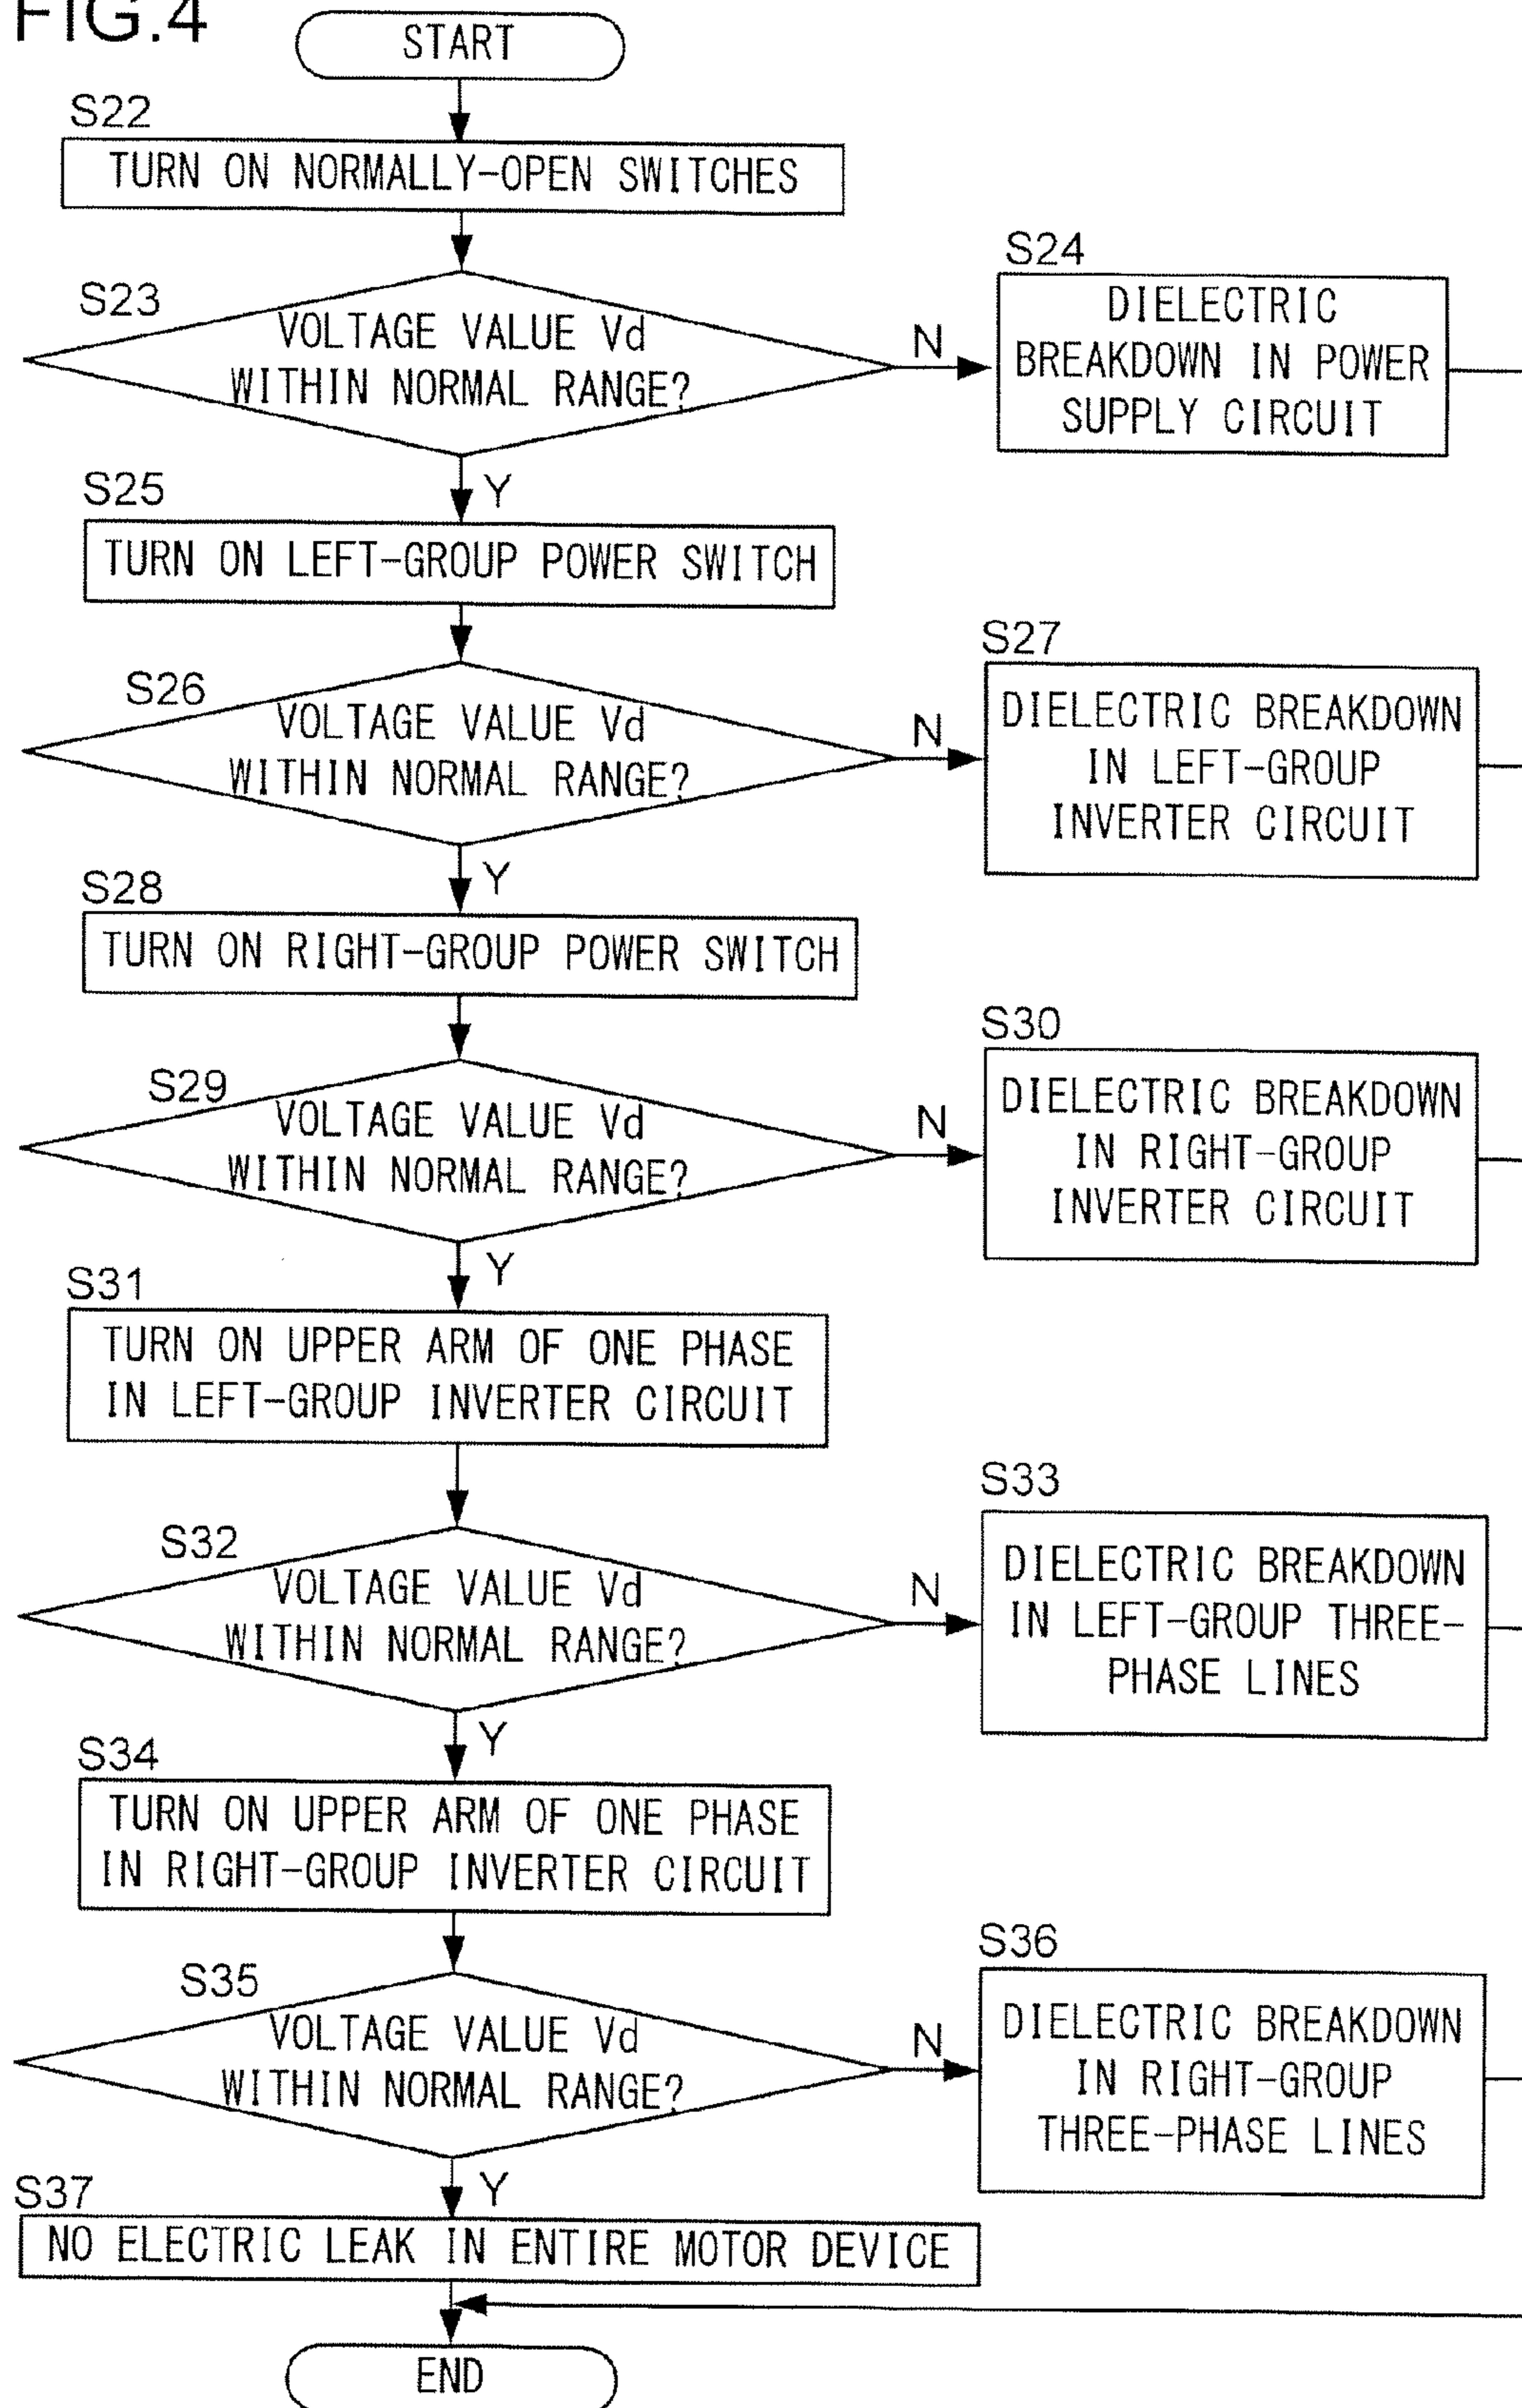 FIG.4
START
S22
TURN ON NORMALLY-OPEN SWITCHES
S23
VOLTAGE VALUE Vd
WITHIN NORMAL RANGE?
N
S24
DIELECTRIC
BREAKDOWN IN POWER
SUPPLY CIRCUIT
Y
S25
TURN ON LEFT-GROUP POWER SWITCH
S26
VOLTAGE VALUE Vd
WITHIN NORMAL RANGE?
N
S27
DIELECTRIC BREAKDOWN
IN LEFT-GROUP
INVERTER CIRCUIT
Y
S28
TURN ON RIGHT-GROUP POWER SWITCH
S29
VOLTAGE VALUE Vd
WITHIN NORMAL RANGE?
N
S30
DIELECTRIC BREAKDOWN
IN RIGHT-GROUP
INVERTER CIRCUIT
Y
S31
TURN ON UPPER ARM OF ONE PHASE
IN LEFT-GROUP INVERTER CIRCUIT
S32
VOLTAGE VALUE Vd
WITHIN NORMAL RANGE?
N
S33
DIELECTRIC BREAKDOWN
IN LEFT-GROUP THREE-
PHASE LINES
Y
S34
TURN ON UPPER ARM OF ONE PHASE
IN RIGHT-GROUP INVERTER CIRCUIT
S35
VOLTAGE VALUE Vd
WITHIN NORMAL RANGE?
N
S36
DIELECTRIC BREAKDOWN
IN RIGHT-GROUP
THREE-PHASE LINES
Y
S37
NO ELECTRIC LEAK IN ENTIRE MOTOR DEVICE
END